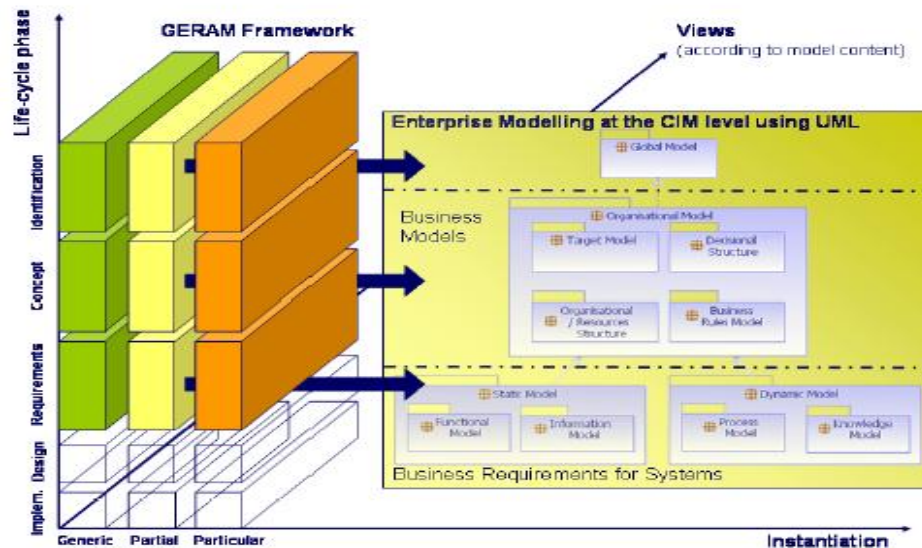 GERAM Framework
Views
(according to model content)
Life-cycle phase
Identification
Concept
Requirements
Design
Implem.
Enterprise Modelling at the CIM level using UML
Global Model
Business
Models
Organisational Model
Target Model
Decisional
Structure
Organisational
/ Resources
Structure
Business
Rules Model
Static Model
Dynamic Model
Functional
Model
Information
Model
Process
Model
Knowledge
Model
Business Requirements for Systems
Generic
Partial
Particular
Instantiation